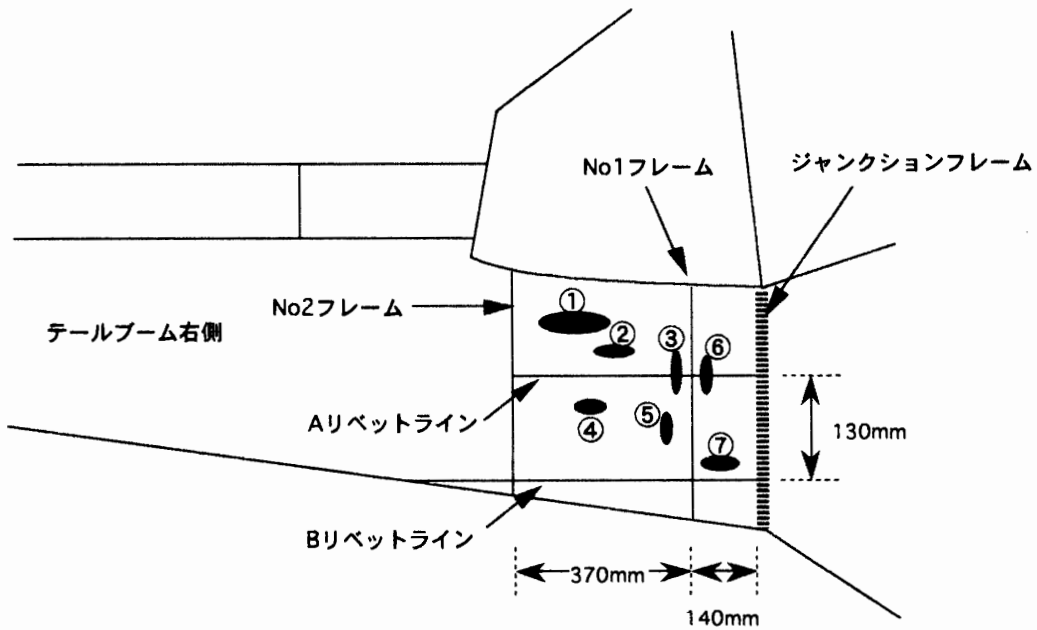 No1フレーム
ジャンクションフレーム
No2フレーム
テールブーム右側
①
②
③
⑥
Aリベットライン
④
⑤
⑦
130mm
Bリベットライン
370mm
140mm